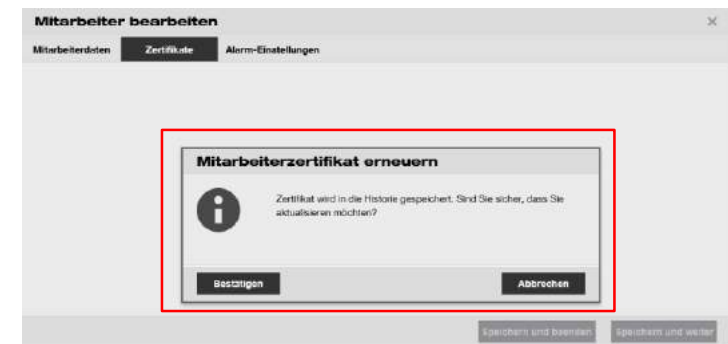 Mitarbeiter bearbeiten
Mitarbeiterdaten Zertifikate Alarm-Einstellungen
Mitarbeiterzertifikat erneuern
Zertifikat wird in die Historie gespeichert. Sind Sie sicher, dass Sie
aktualisieren möchten?
Bestätigen Abbrechen
Speichern und beenden Speichern und weiter